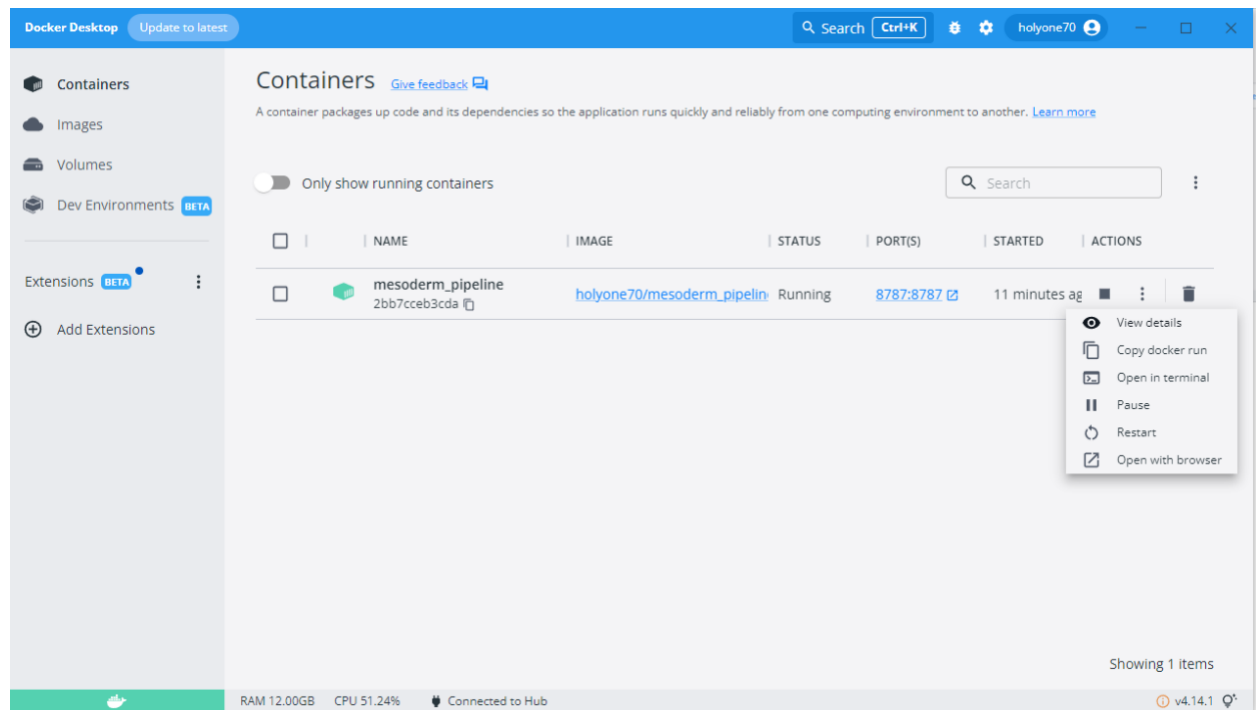 Docker Desktop Update to latest Search Ctrl+K holyone70
Containers
Images
Volumes
Dev Environments BETA
Extensions BETA
Add Extensions
Containers Give feedback
A container packages up code and its dependencies so the application runs quickly and reliably from one computing environment to another. Learn more
Only show running containers Search
NAME IMAGE STATUS PORT(S) STARTED ACTIONS
mesoderm_pipeline holyone70/mesoderm_pipelin Running 8787:8787 11 minutes ag
2bb7cceb3cda
View details
Copy docker run
Open in terminal
Pause
Restart
Open with browser
Showing 1 items
RAM 12.00GB CPU 51.24% Connected to Hub v4.14.1